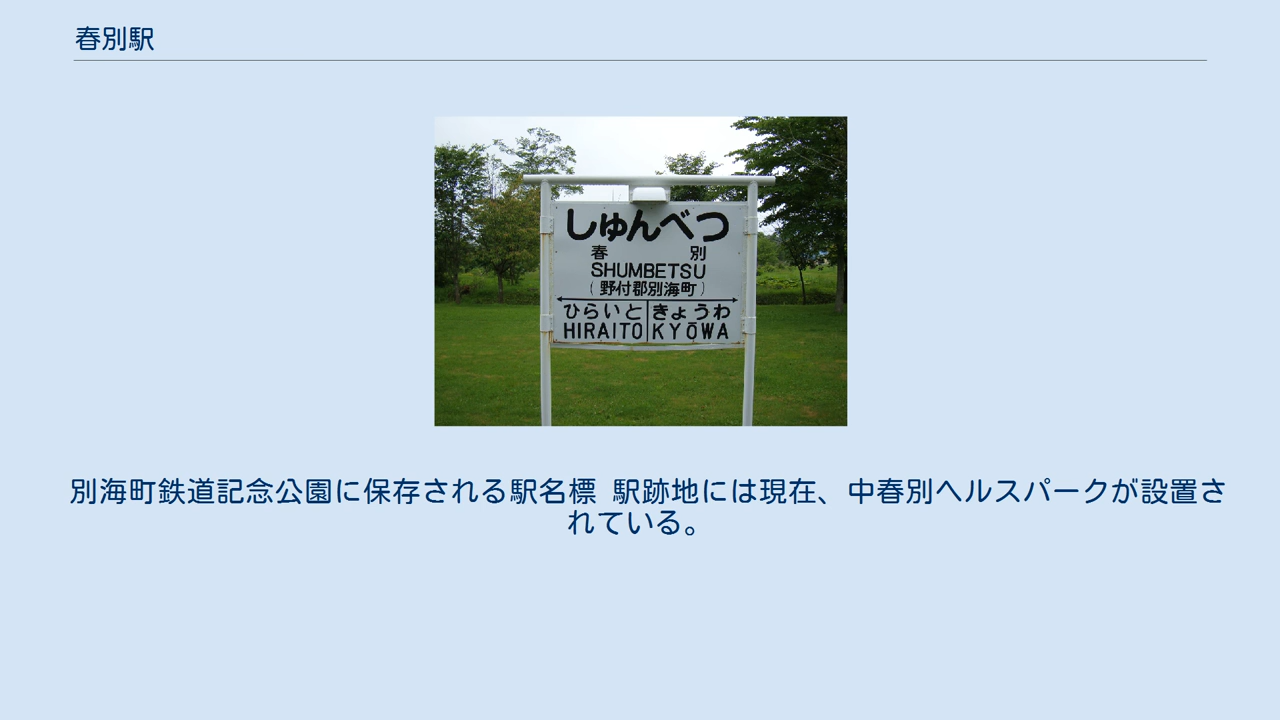 春別駅
しゅんべつ
春 別
SHUMBETSU
(野付郡別海町)
ひらいと きょうわ
HIRAITO KYŌWA
別海町鉄道記念公園に保存される駅名標 駅跡地には現在、中春別ヘルスパークが設置さ
れている。